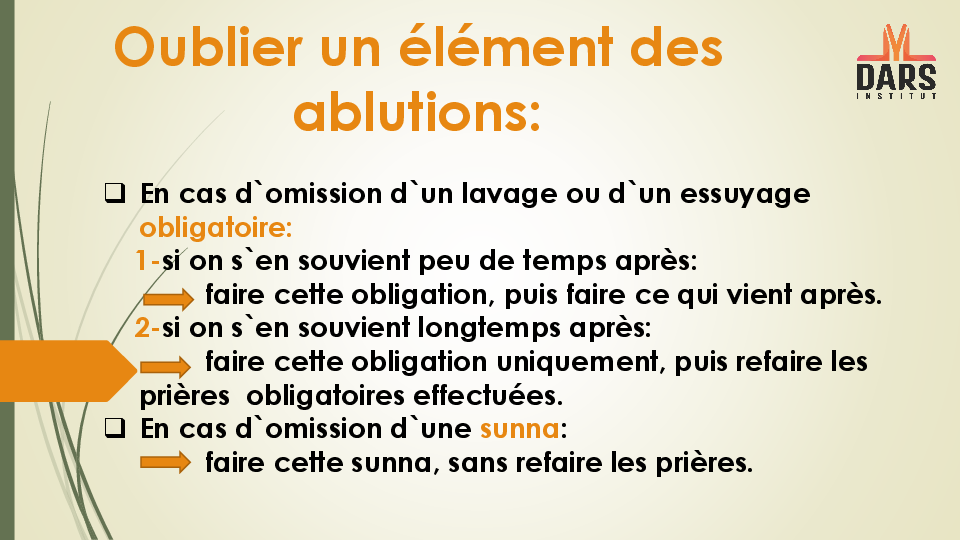 Oublier un élément des
ablutions:
DARS
INSTITUT
En cas d`omission d`un lavage ou d`un essuyage
obligatoire:
1-si on s`en souvient peu de temps après:
faire cette obligation, puis faire ce qui vient après.
2-si on s`en souvient longtemps après:
faire cette obligation uniquement, puis refaire les
prières  obligatoires effectuées.
En cas d`omission d`une sunna:
faire cette sunna, sans refaire les prières.